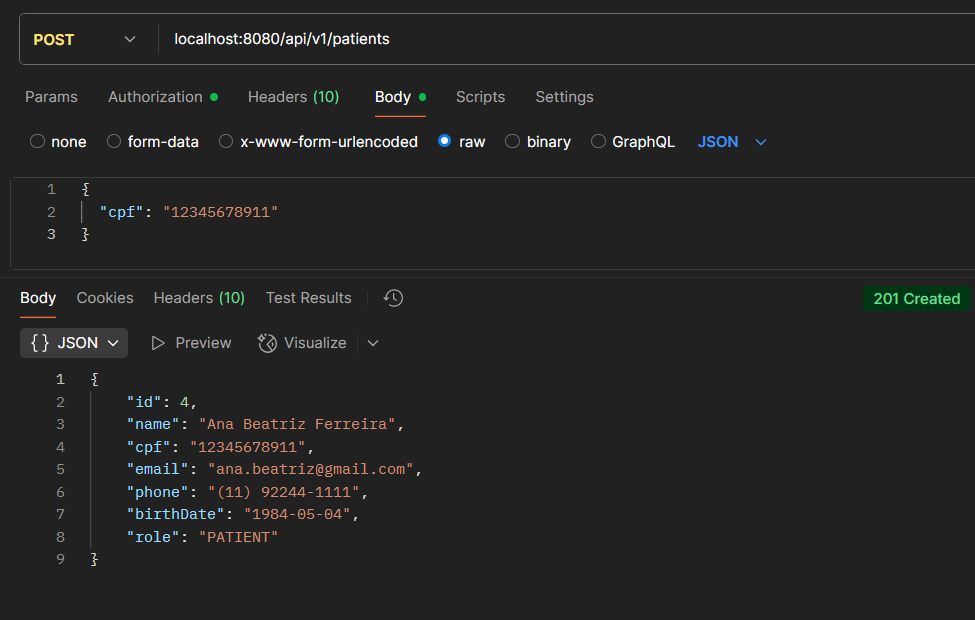 POST localhost:8080/api/v1/patients
Params Authorization Headers (10) Body Scripts Settings
none form-data x-www-form-urlencoded raw binary GraphQL JSON
1 {
2 "cpf": "12345678911"
3 }
Body Cookies Headers (10) Test Results 201 Created
{} JSON Preview Visualize
1 {
2 "id": 4,
3 "name": "Ana Beatriz Ferreira",
4 "cpf": "12345678911",
5 "email": "ana.beatriz@gmail.com",
6 "phone": "(11) 92244-1111",
7 "birthDate": "1984-05-04",
8 "role": "PATIENT"
9 }